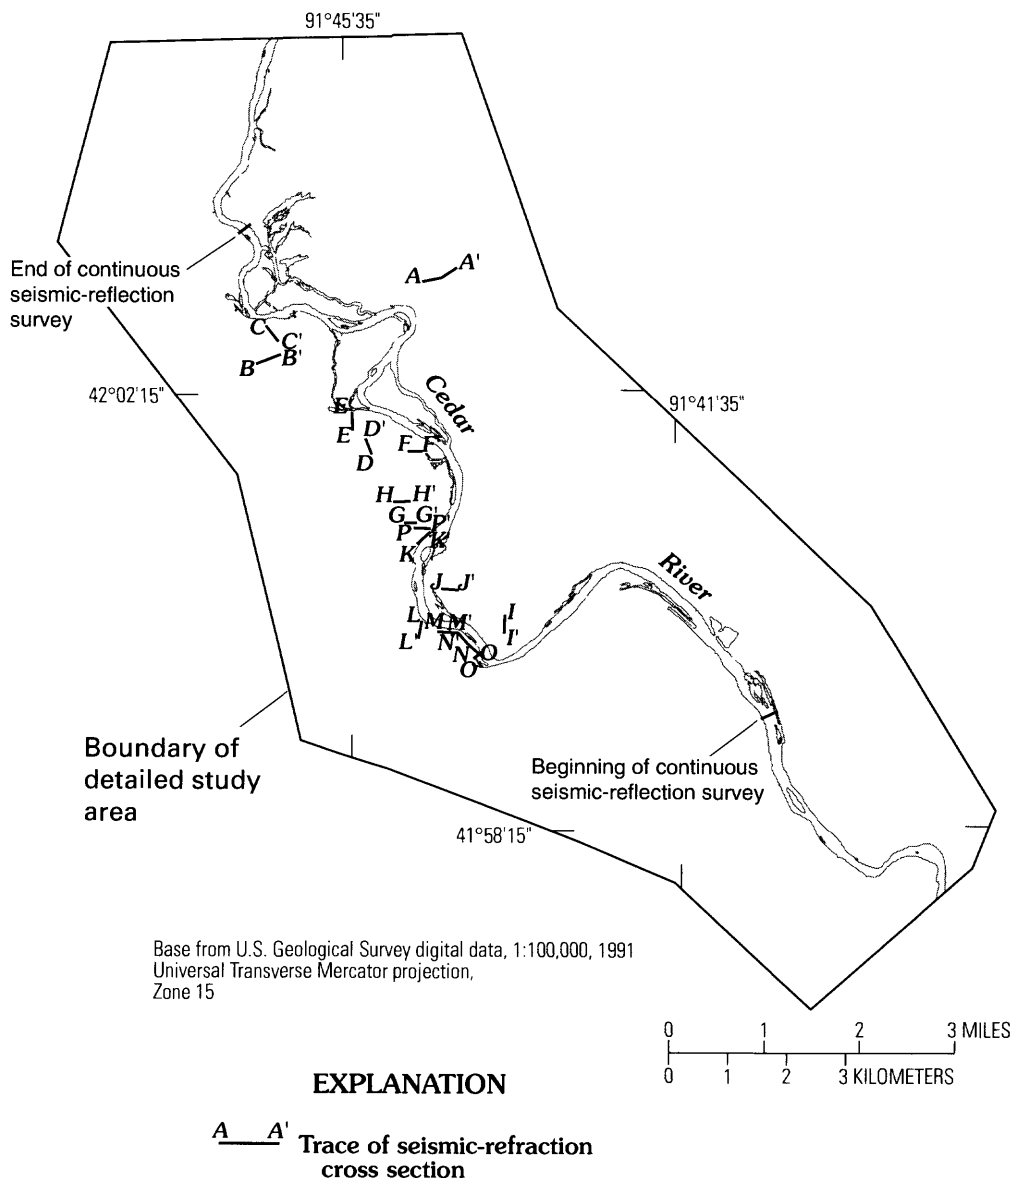 91°45'35"
End of continuous
seismic-reflection
survey
A A'
C
C'
B B'
42°02'15"
Cedar
91°41'35"
E'
E
D'
D
F F'
H H'
G G'
P P'
K K'
J J'
River
I
I'
L
L'
M M'
N' N
O
O'
Boundary of
detailed study
area
Beginning of continuous
seismic-reflection survey
41°58'15"
Base from U.S. Geological Survey digital data, 1:100,000, 1991
Universal Transverse Mercator projection,
Zone 15
0 1 2 3 MILES
0 1 2 3 KILOMETERS
EXPLANATION
A A'
Trace of seismic-refraction
cross section